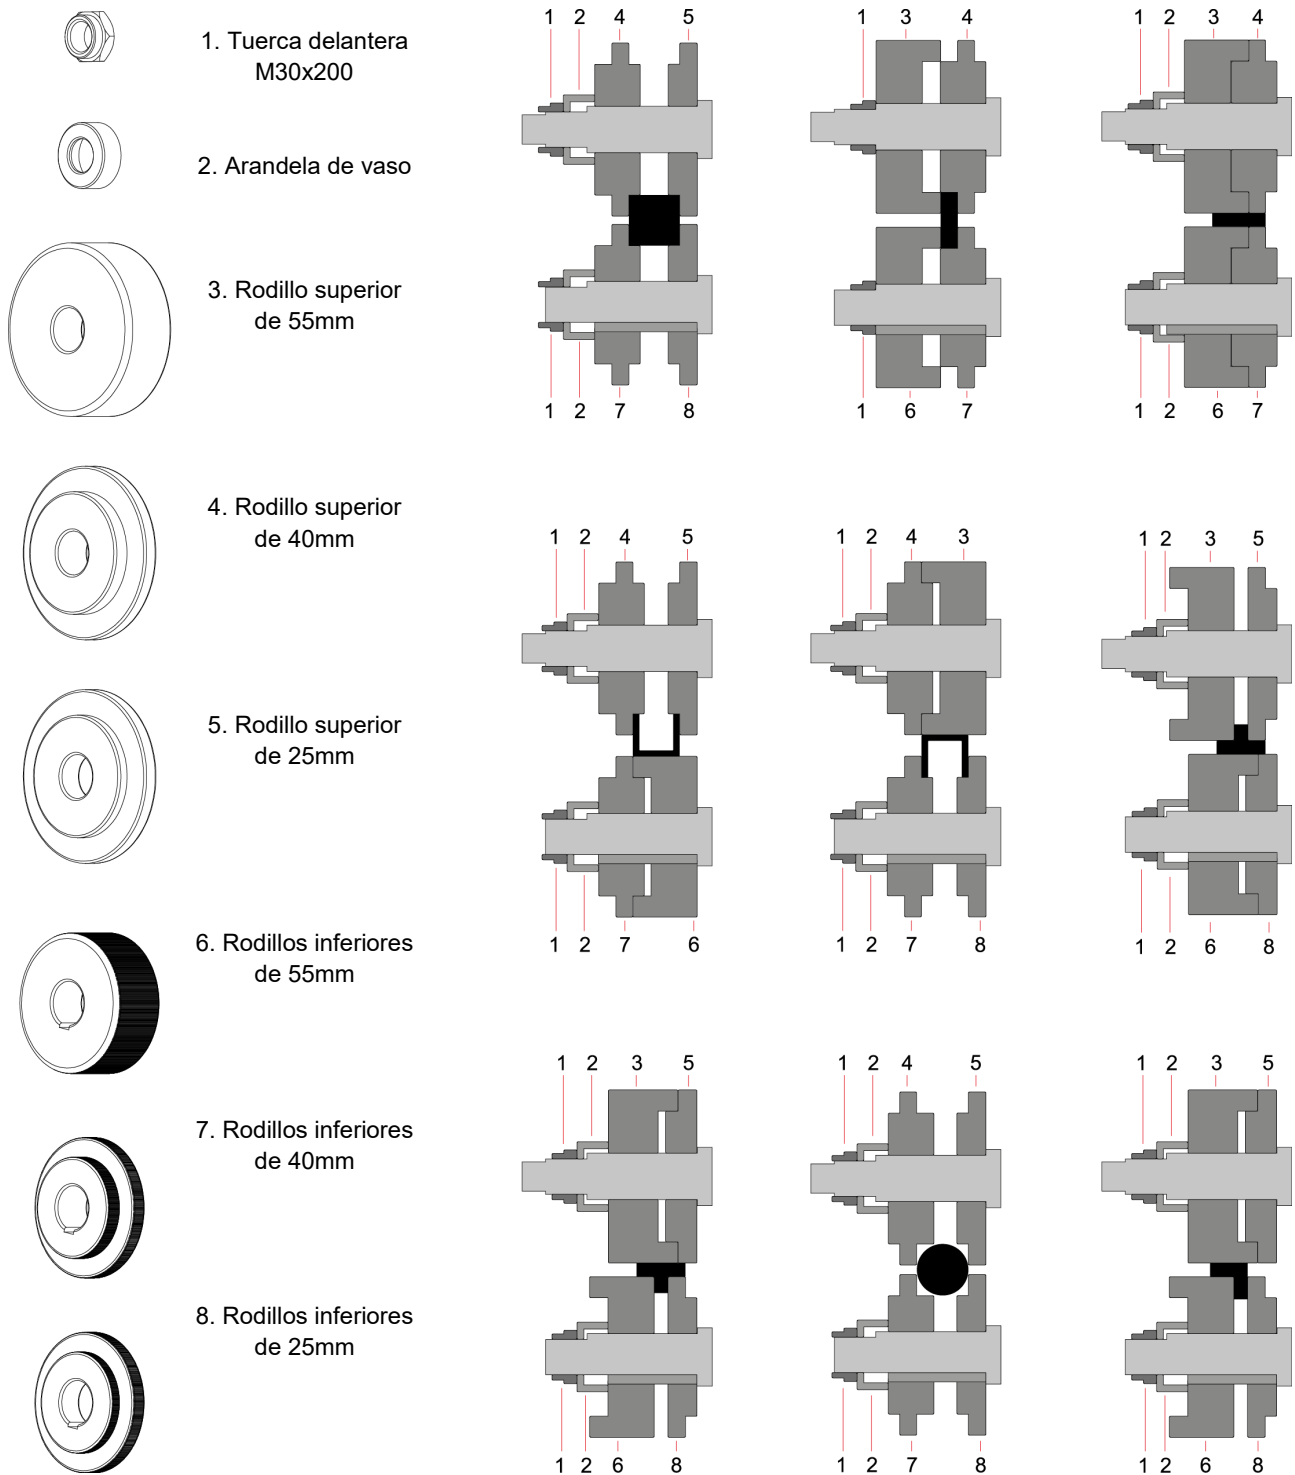 1. Tuerca delantera
M30x200
2. Arandela de vaso
3. Rodillo superior
de 55mm
4. Rodillo superior
de 40mm
5. Rodillo superior
de 25mm
6. Rodillos inferiores
de 55mm
7. Rodillos inferiores
de 40mm
8. Rodillos inferiores
de 25mm
1 2 4 5
1 2 7 8
1 3 4
1 6 7
1 2 3 4
1 2 6 7
1 2 4 5
1 2 7 6
1 2 4 3
1 2 7 8
1 2 3 5
1 2 6 8
1 2 3 5
1 2 6 8
1 2 4 5
1 2 7 8
1 2 3 5
1 2 6 8